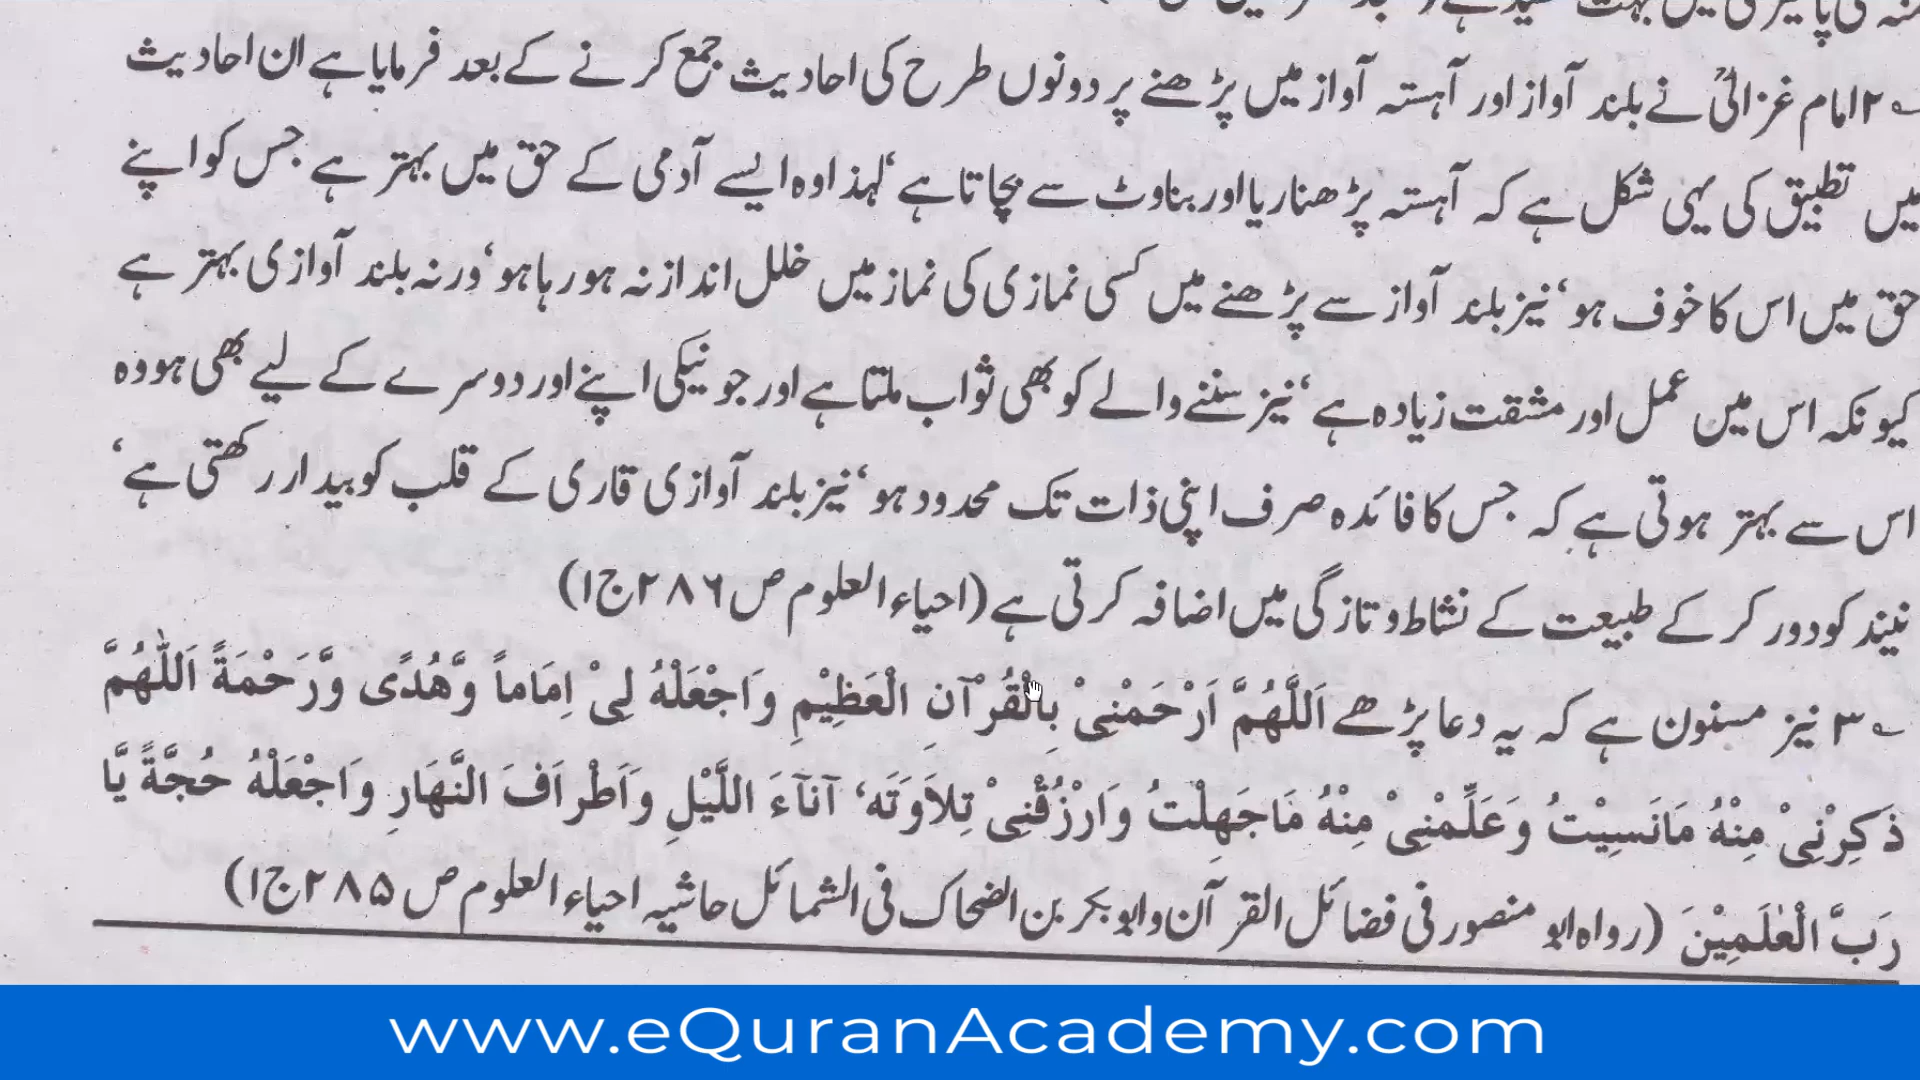 ۲؎ امام غزالیؒ نے بلند آواز اور آہستہ آواز میں پڑھنے پر دونوں طرح کی احادیث جمع کرنے کے بعد فرمایا ہے ان احادیث
میں تطبیق کی یہی شکل ہے کہ آہستہ پڑھنا ریا اور بناوٹ سے بچاتا ہے‘ لہذا وہ ایسے آدمی کے حق میں بہتر ہے جس کو اپنے
حق میں اس کا خوف ہو‘ نیز بلند آواز سے پڑھنے میں کسی نمازی کی نماز میں خلل انداز نہ ہو رہا ہو‘ ورنہ بلند آوازی بہتر ہے
کیونکہ اس میں عمل اور مشقت زیادہ ہے‘ نیز سننے والے کو بھی ثواب ملتا ہے اور جو نیکی اپنے اور دوسرے کے لیے بھی ہو وہ
اس سے بہتر ہوتی ہے کہ جس کا فائدہ صرف اپنی ذات تک محدود ہو‘ نیز بلند آوازی قاری کے قلب کو بیدار رکھتی ہے‘
نیند کو دور کر کے طبیعت کے نشاط و تازگی میں اضافہ کرتی ہے (احیاء العلوم ص ۲۸۶ ج۱)
۳؎ نیز مسنون ہے کہ یہ دعا پڑھے اَللَّهُمَّ اَرْحَمْنِیْ بِالْقُرْآنِ الْعَظِیْمِ وَاجْعَلْهُ لِیْ اِمَاماً وَّهُدًی وَّرَحْمَةً اَللّٰهُمَّ
ذَکِرْنِیْ مِنْهُ مَانَسِیْتُ وَعَلِّمْنِیْ مِنْهُ مَاجَهِلْتُ وَارْزُقْنِیْ تِلاَوَتَه‘ آنَآءَ اللَّیْلِ وَاَطْرَافَ النَّهَارِ وَاجْعَلْهُ حُجَّةً یَّا
رَبَّ الْعٰلَمِیْنَ (رواہ ابو منصور فی فضائل القرآن وابو بکر بن الضحاک فی الشمائل حاشیہ احیاء العلوم ص ۲۸۵ ج۱)
www.eQuranAcademy.com